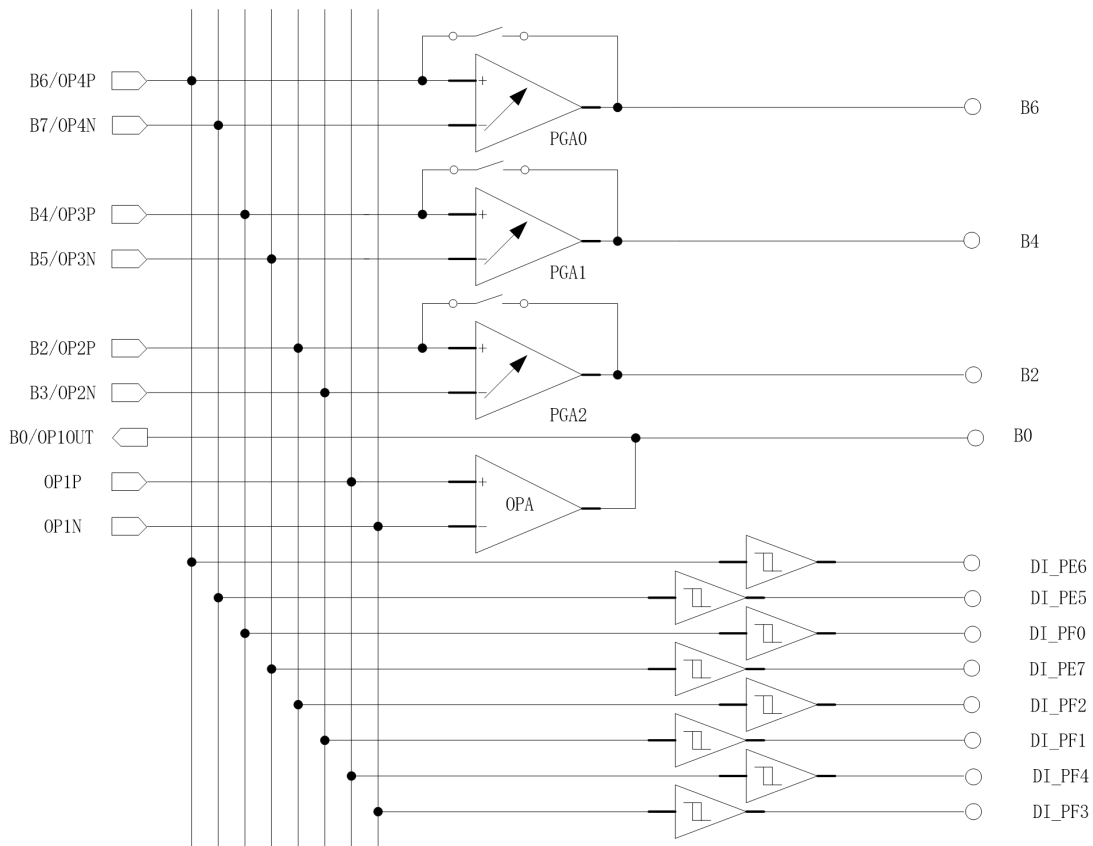 B6/OP4P
B6
B7/OP4N
PGA0
B4/OP3P
B4
B5/OP3N
PGA1
B2/OP2P
B2
B3/OP2N
PGA2
B0/OP1OUT
B0
OP1P
OPA
OP1N
DI_PE6
DI_PE5
DI_PF0
DI_PE7
DI_PF2
DI_PF1
DI_PF4
DI_PF3